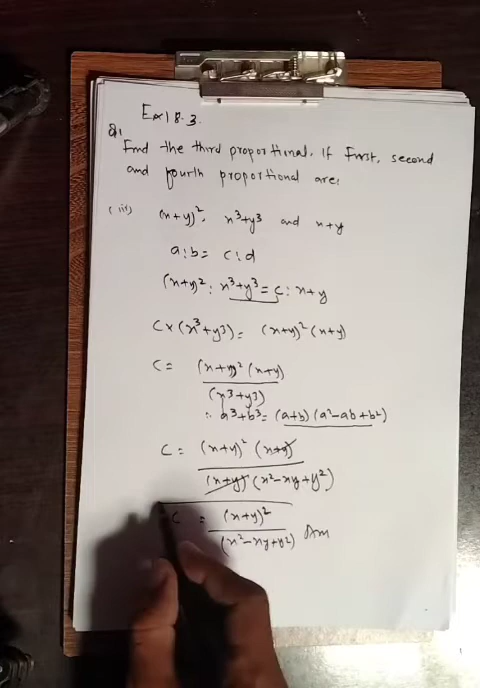 Ex 18.3
Q1
Find the third proportional, if First, second
and fourth proportional are:
(iii) (x+y)², x³+y³ and x+y
a:b = c:d
(x+y)² : x³+y³ = c : x+y
C×(x³+y³) = (x+y)² (x+y)
C = (x+y)² (x+y) / (x³+y³)
∴ a³+b³ = (a+b) (a²-ab+b²)
C = (x+y)² (x+y) / (x+y) (x²-xy+y²)
C = (x+y)² / (x²-xy+y²) Ans